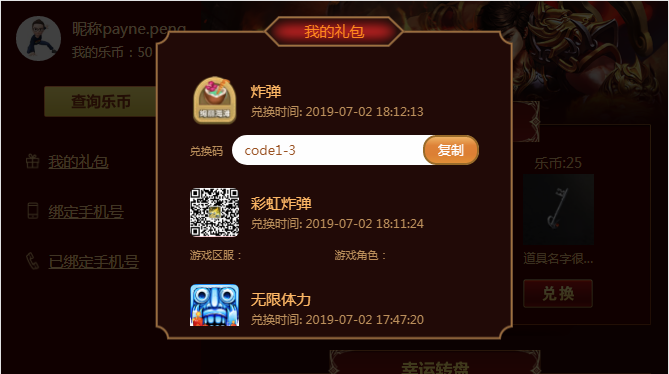 昵称payne.peng
我的乐币：50
查询乐币
我的礼包
绑定手机号
已绑定手机号
我的礼包
炸弹
兑换时间: 2019-07-02 18:12:13
兑换码
code1-3
复制
彩虹炸弹
兑换时间: 2019-07-02 18:11:24
游戏区服：
游戏角色：
无限体力
兑换时间: 2019-07-02 17:47:20
乐币:25
道具名字很...
兑 换
幸运转盘